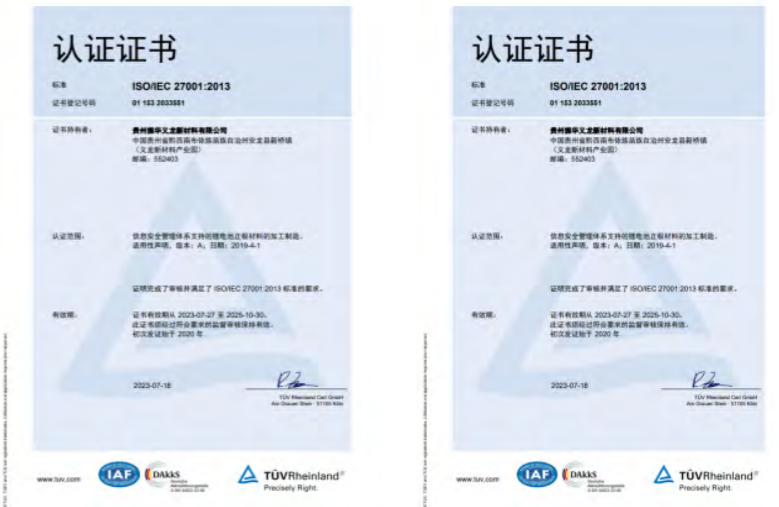 认证证书
标准 ISO/IEC 27001:2013
证书登记号码 01 153 2033551
证书持有者: 贵州振华义龙新材料有限公司
中国贵州省黔西南布依族苗族自治州安龙县新桥镇
(义龙新材料产业园)
邮编: 552403
认证范围: 信息安全管理体系支持的锂电池正极材料的加工制造。
适用性声明, 版本: A; 日期: 2019-4-1
证明完成了审核并满足了 ISO/IEC 27001:2013 标准的要求。
有效期: 证书有效期从 2023-07-27 至 2025-10-30。
此证书须经过符合要求的监督审核保持有效。
初次发证始于 2020 年
2023-07-18
TÜV Rheinland Cert GmbH
Am Grauen Stein · 51105 Köln
www.tuv.com
IAF
DAkkS
Deutsche
Akkreditierungsstelle
TÜVRheinland®
Precisely Right.
认证证书
标准 ISO/IEC 27001:2013
证书登记号码 01 153 2033551
证书持有者: 贵州振华义龙新材料有限公司
中国贵州省黔西南布依族苗族自治州安龙县新桥镇
(义龙新材料产业园)
邮编: 552403
认证范围: 信息安全管理体系支持的锂电池正极材料的加工制造。
适用性声明, 版本: A; 日期: 2019-4-1
证明完成了审核并满足了 ISO/IEC 27001:2013 标准的要求。
有效期: 证书有效期从 2023-07-27 至 2025-10-30。
此证书须经过符合要求的监督审核保持有效。
初次发证始于 2020 年
2023-07-18
TÜV Rheinland Cert GmbH
Am Grauen Stein · 51105 Köln
www.tuv.com
IAF
DAkkS
Deutsche
Akkreditierungsstelle
TÜVRheinland®
Precisely Right.